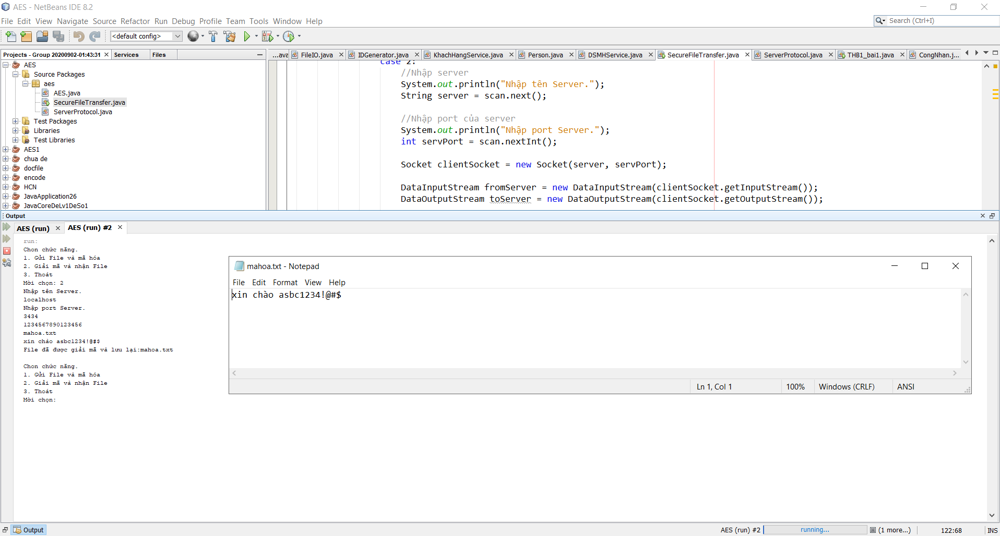 AES - NetBeans IDE 8.2
File Edit View Navigate Source Refactor Run Debug Profile Team Tools Window Help
Search (Ctrl+I)
<default config>
Projects - Group 20200902-01:43:31 Services Files
...ava FileIO.java IDGenerator.java KhachHangService.java Person.java DSMHService.java SecureFileTransfer.java ServerProtocol.java THB1_bai1.java CongNhan.j...
AES
Source Packages
aes
AES.java
SecureFileTransfer.java
ServerProtocol.java
Test Packages
Libraries
Test Libraries
AES1
chua de
docfile
encode
HCN
JavaApplication26
JavaCoreDeLv1DeSo1
case 2:
//Nhập server
System.out.println("Nhập tên Server.");
String server = scan.next();
//Nhập port của server
System.out.println("Nhập port Server.");
int servPort = scan.nextInt();
Socket clientSocket = new Socket(server, servPort);
DataInputStream fromServer = new DataInputStream(clientSocket.getInputStream());
DataOutputStream toServer = new DataOutputStream(clientSocket.getOutputStream());
Output
AES (run) AES (run) #2
run:
Chon chức năng.
1. Gửi File và mã hóa
2. Giải mã và nhận File
3. Thoát
Mời chọn: 2
Nhập tên Server.
localhost
Nhập port Server.
3434
1234567890123456
mahoa.txt
xin chào asbc1234!@#$
File đã được giải mã và lưu lại:mahoa.txt
Chon chức năng.
1. Gửi File và mã hóa
2. Giải mã và nhận File
3. Thoát
Mời chọn:
mahoa.txt - Notepad
File Edit Format View Help
xin chào asbc1234!@#$
Ln 1, Col 1 100% Windows (CRLF) ANSI
Output
AES (run) #2 running... (1 more...) 122:68 INS